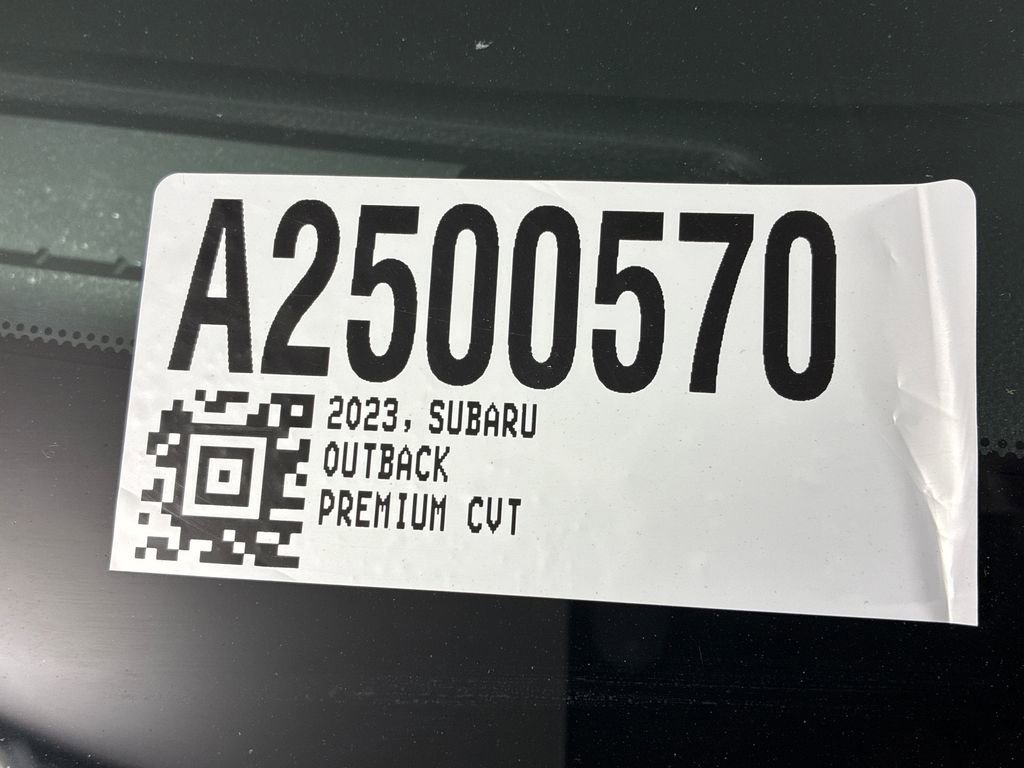 A2500570
2023, SUBARU
OUTBACK
PREMIUM CVT